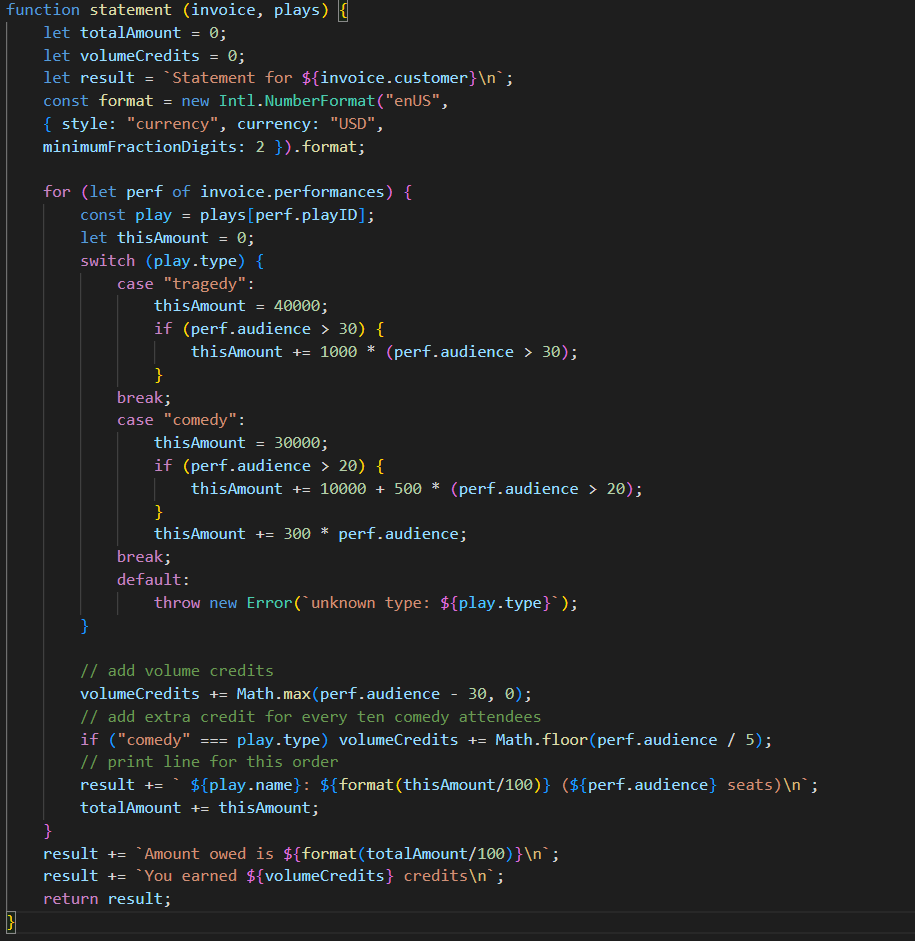 function statement (invoice, plays) {
let totalAmount = 0;
let volumeCredits = 0;
let result = `Statement for ${invoice.customer}\n`;
const format = new Intl.NumberFormat("enUS",
{ style: "currency", currency: "USD",
minimumFractionDigits: 2 }).format;
for (let perf of invoice.performances) {
const play = plays[perf.playID];
let thisAmount = 0;
switch (play.type) {
case "tragedy":
thisAmount = 40000;
if (perf.audience > 30) {
thisAmount += 1000 * (perf.audience > 30);
}
break;
case "comedy":
thisAmount = 30000;
if (perf.audience > 20) {
thisAmount += 10000 + 500 * (perf.audience > 20);
}
thisAmount += 300 * perf.audience;
break;
default:
throw new Error(`unknown type: ${play.type}`);
}
// add volume credits
volumeCredits += Math.max(perf.audience - 30, 0);
// add extra credit for every ten comedy attendees
if ("comedy" === play.type) volumeCredits += Math.floor(perf.audience / 5);
// print line for this order
result += ` ${play.name}: ${format(thisAmount/100)} (${perf.audience} seats)\n`;
totalAmount += thisAmount;
}
result += `Amount owed is ${format(totalAmount/100)}\n`;
result += `You earned ${volumeCredits} credits\n`;
return result;
}